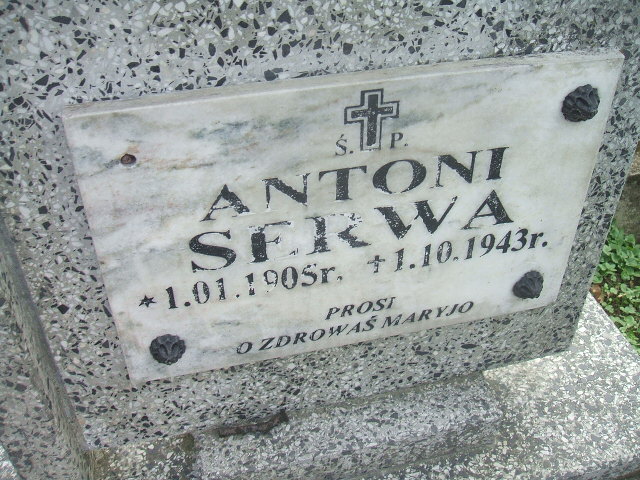 Ś. P.
ANTONI
SERWA
*1.01.1905r. +1.10.1943r.
PROSI
O ZDROWAŚ MARYJO